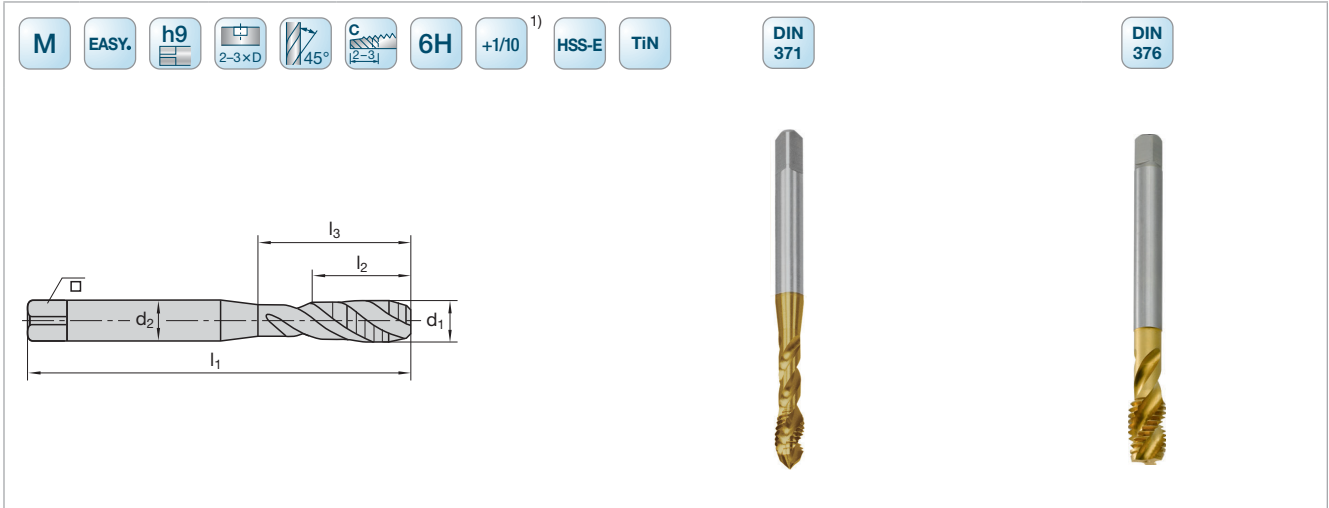 M EASY. h9 2–3×D 45° C 2–3 6H +1/10 1) HSS-E TiN DIN 371 DIN 376
l3
l2
d2
d1
l1